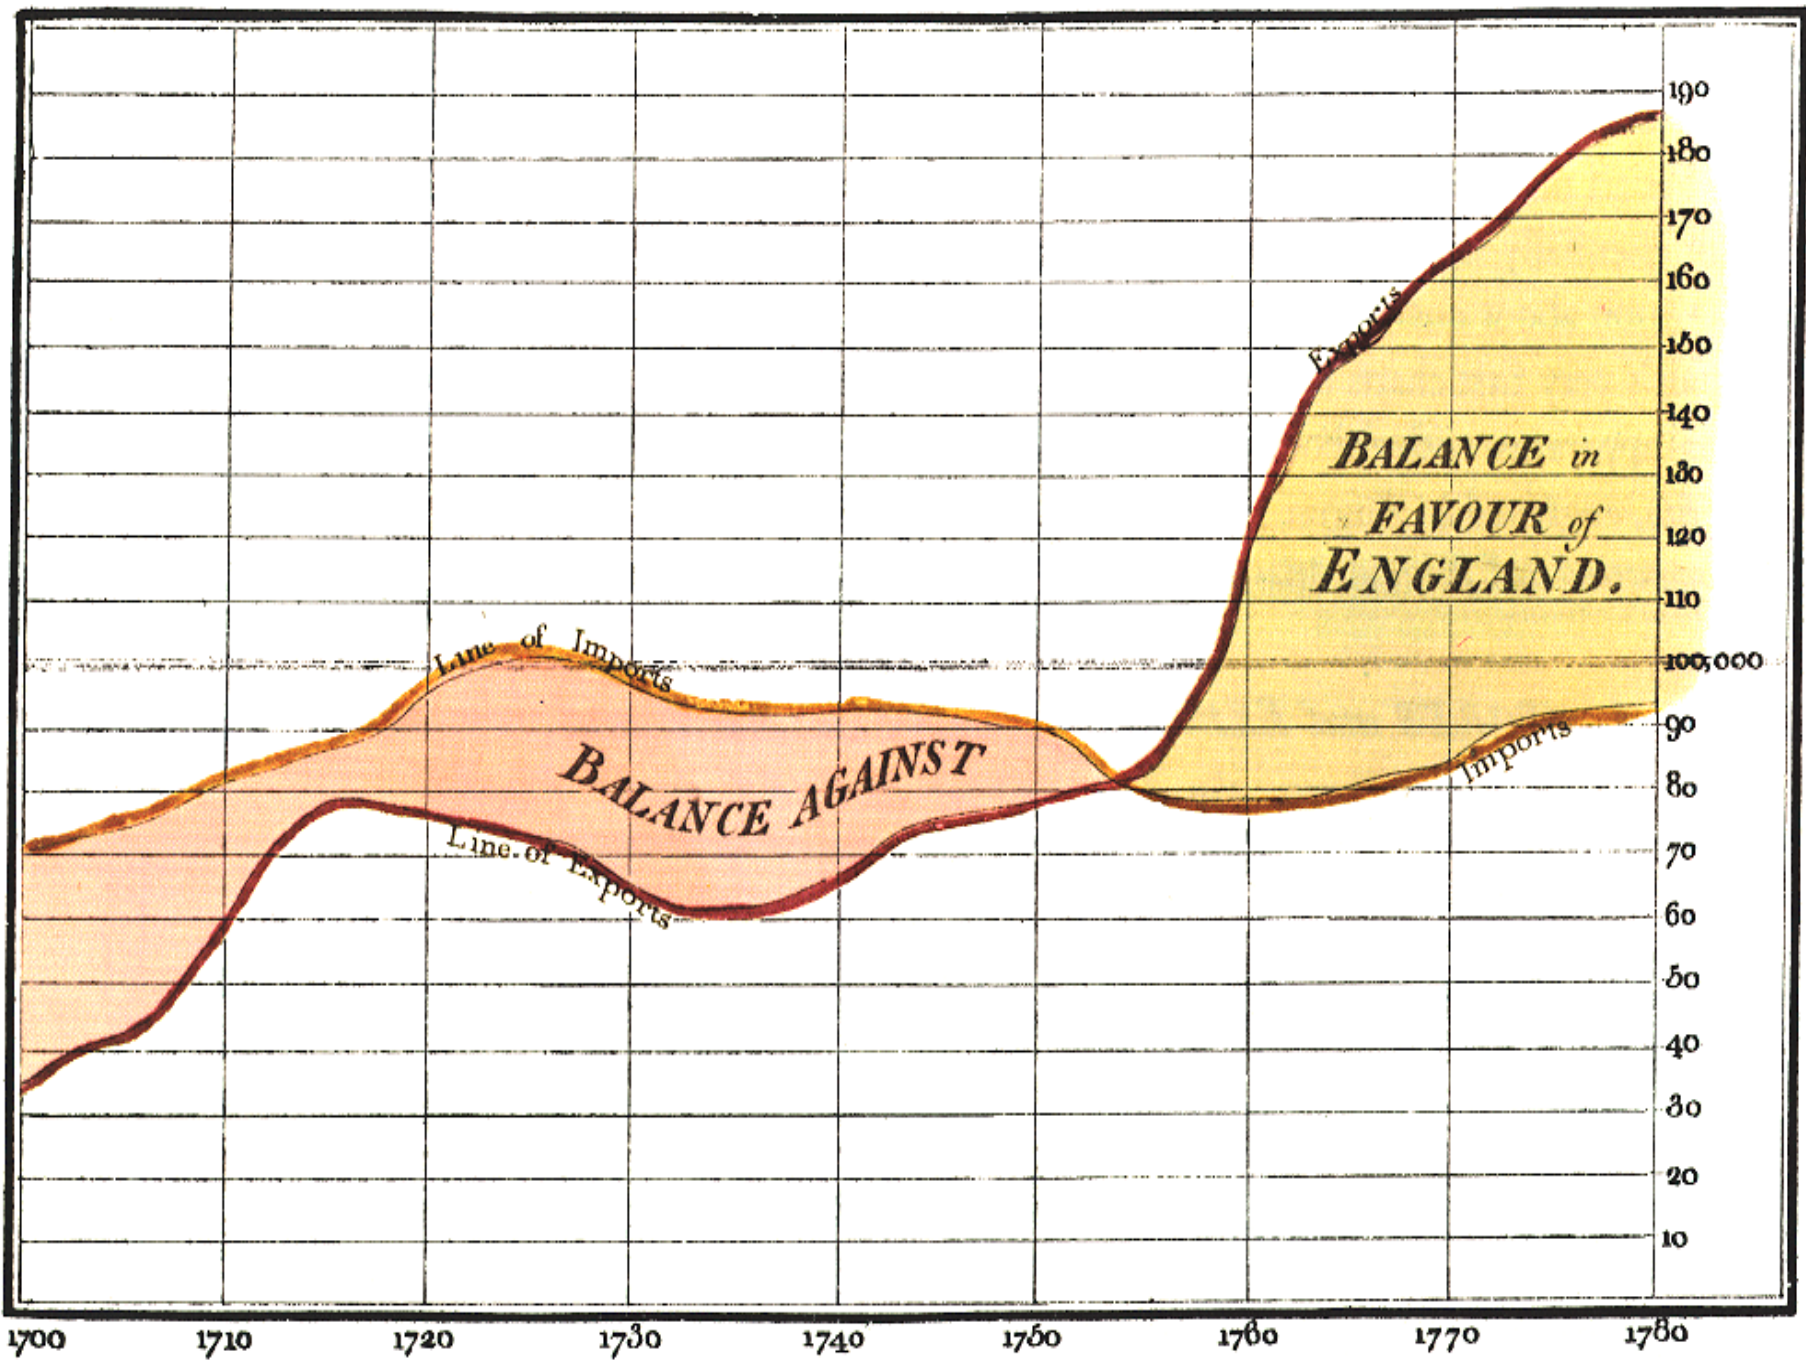 190
180
170
160
150
140
130
120
110
100,000
90
80
70
60
50
40
30
20
10
Exports
BALANCE in
FAVOUR of
ENGLAND.
Line of Imports
BALANCE AGAINST
Imports
Line of Exports
1700 1710 1720 1730 1740 1750 1760 1770 1780